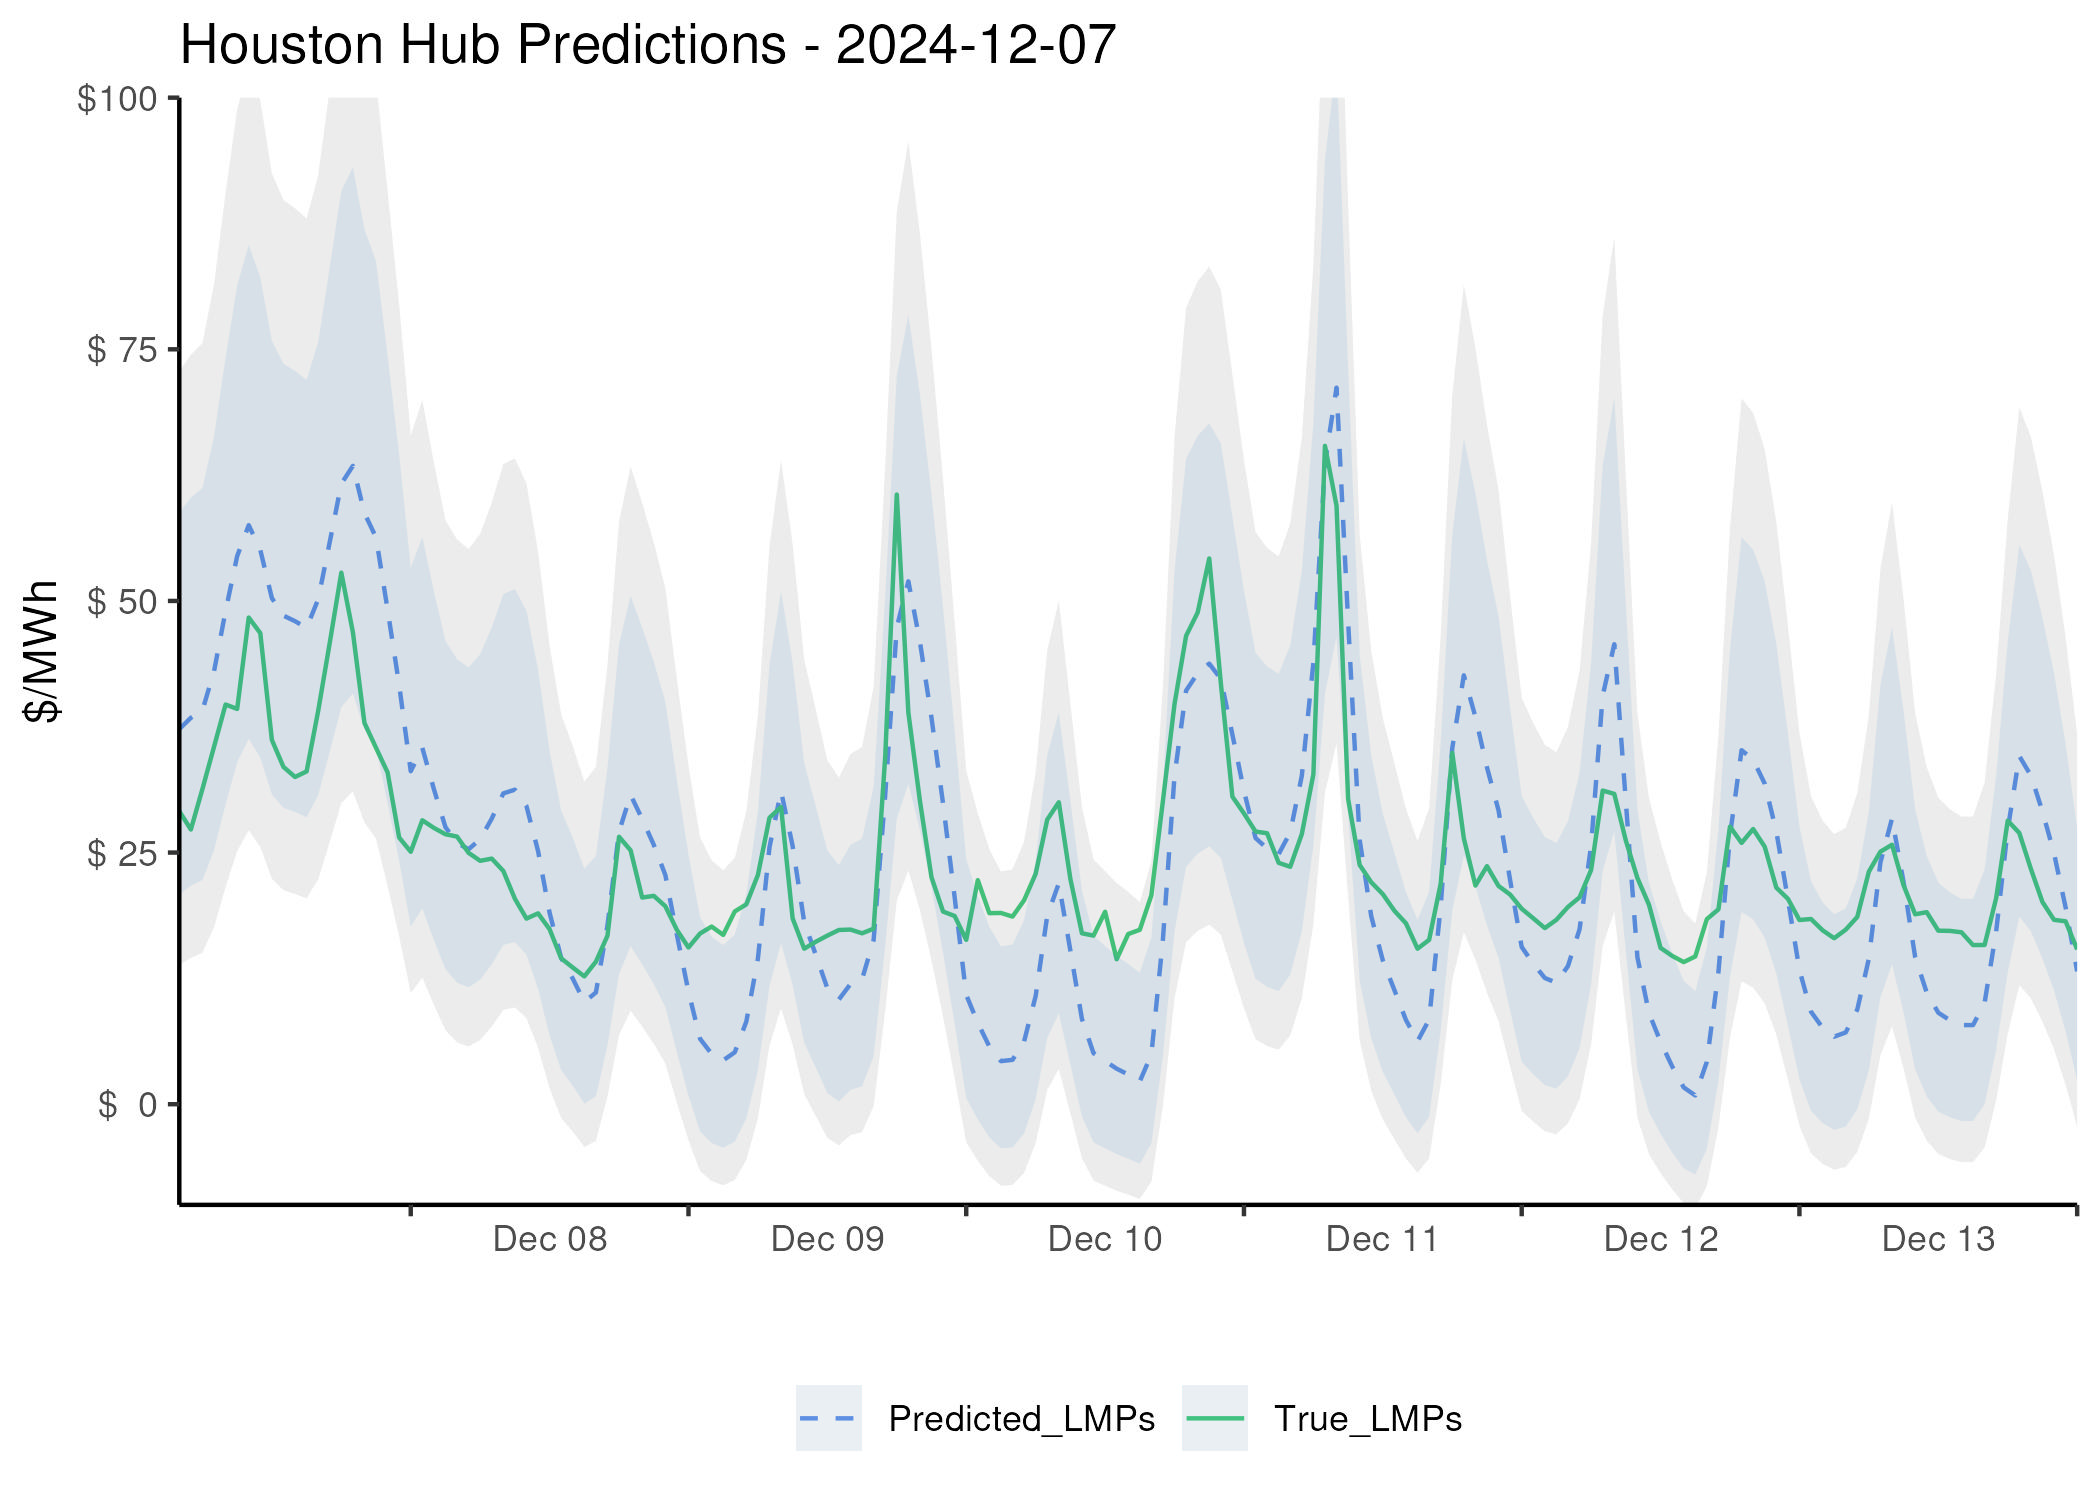 Houston Hub Predictions - 2024-12-07
$100
$ 75
$ 50
$ 25
$  0
$/MWh
Dec 08 Dec 09 Dec 10 Dec 11 Dec 12 Dec 13
Predicted_LMPs True_LMPs